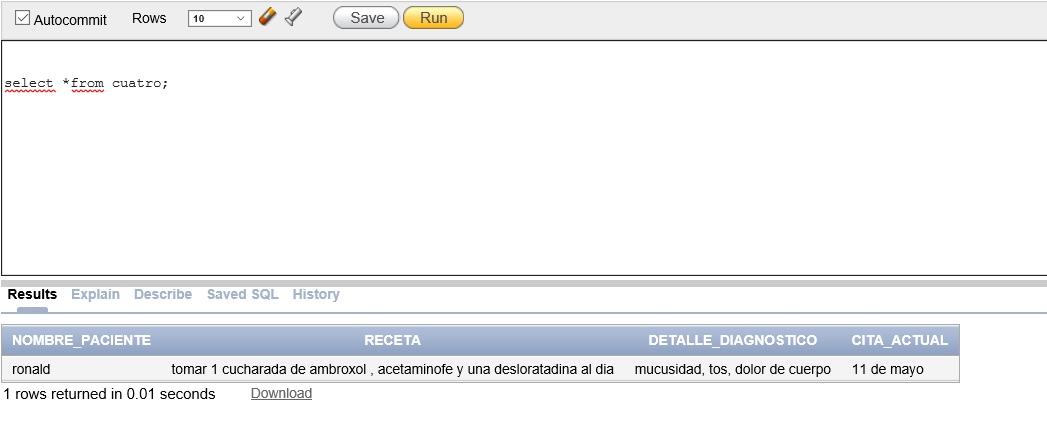 Autocommit Rows 10 Save Run
select *from cuatro;
Results Explain Describe Saved SQL History
NOMBRE_PACIENTE RECETA DETALLE_DIAGNOSTICO CITA_ACTUAL
ronald tomar 1 cucharada de ambroxol , acetaminofe y una desloratadina al dia mucusidad, tos, dolor de cuerpo 11 de mayo
1 rows returned in 0.01 seconds Download